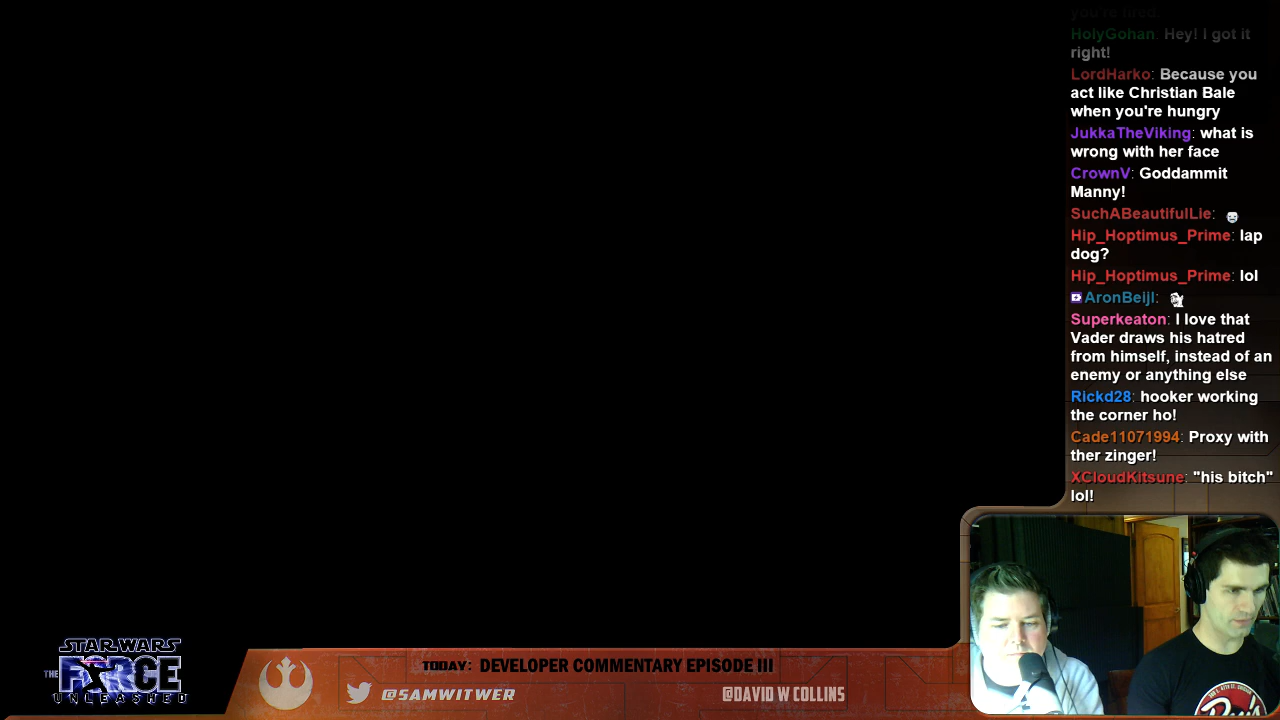 you're fired.
HolyGohan: Hey! I got it
right!
LordHarko: Because you
act like Christian Bale
when you're hungry
JukkaTheViking: what is
wrong with her face
CrownV: Goddammit
Manny!
SuchABeautifulLie:
Hip_Hoptimus_Prime: lap
dog?
Hip_Hoptimus_Prime: lol
AronBeijl:
Superkeaton: I love that
Vader draws his hatred
from himself, instead of an
enemy or anything else
Rickd28: hooker working
the corner ho!
Cade11071994: Proxy with
ther zinger!
XCloudKitsune: "his bitch"
lol!
STAR WARS
THE FORCE
UNLEASHED
TODAY: DEVELOPER COMMENTARY EPISODE III
@SAMWITWER
@DAVID W COLLINS